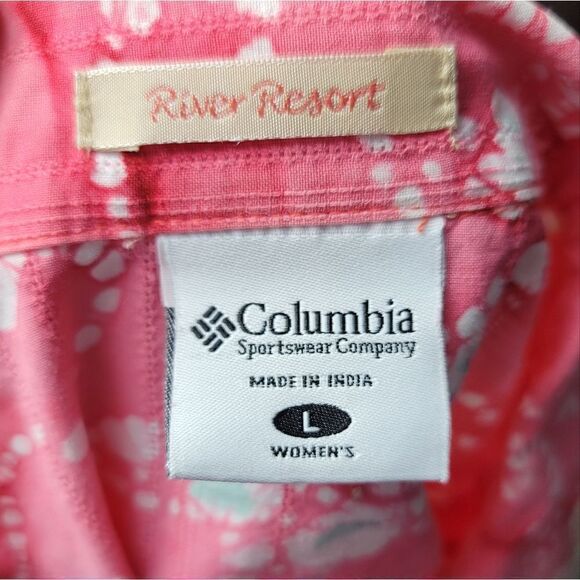 River Resort
Columbia
Sportswear Company
MADE IN INDIA
L
WOMEN'S